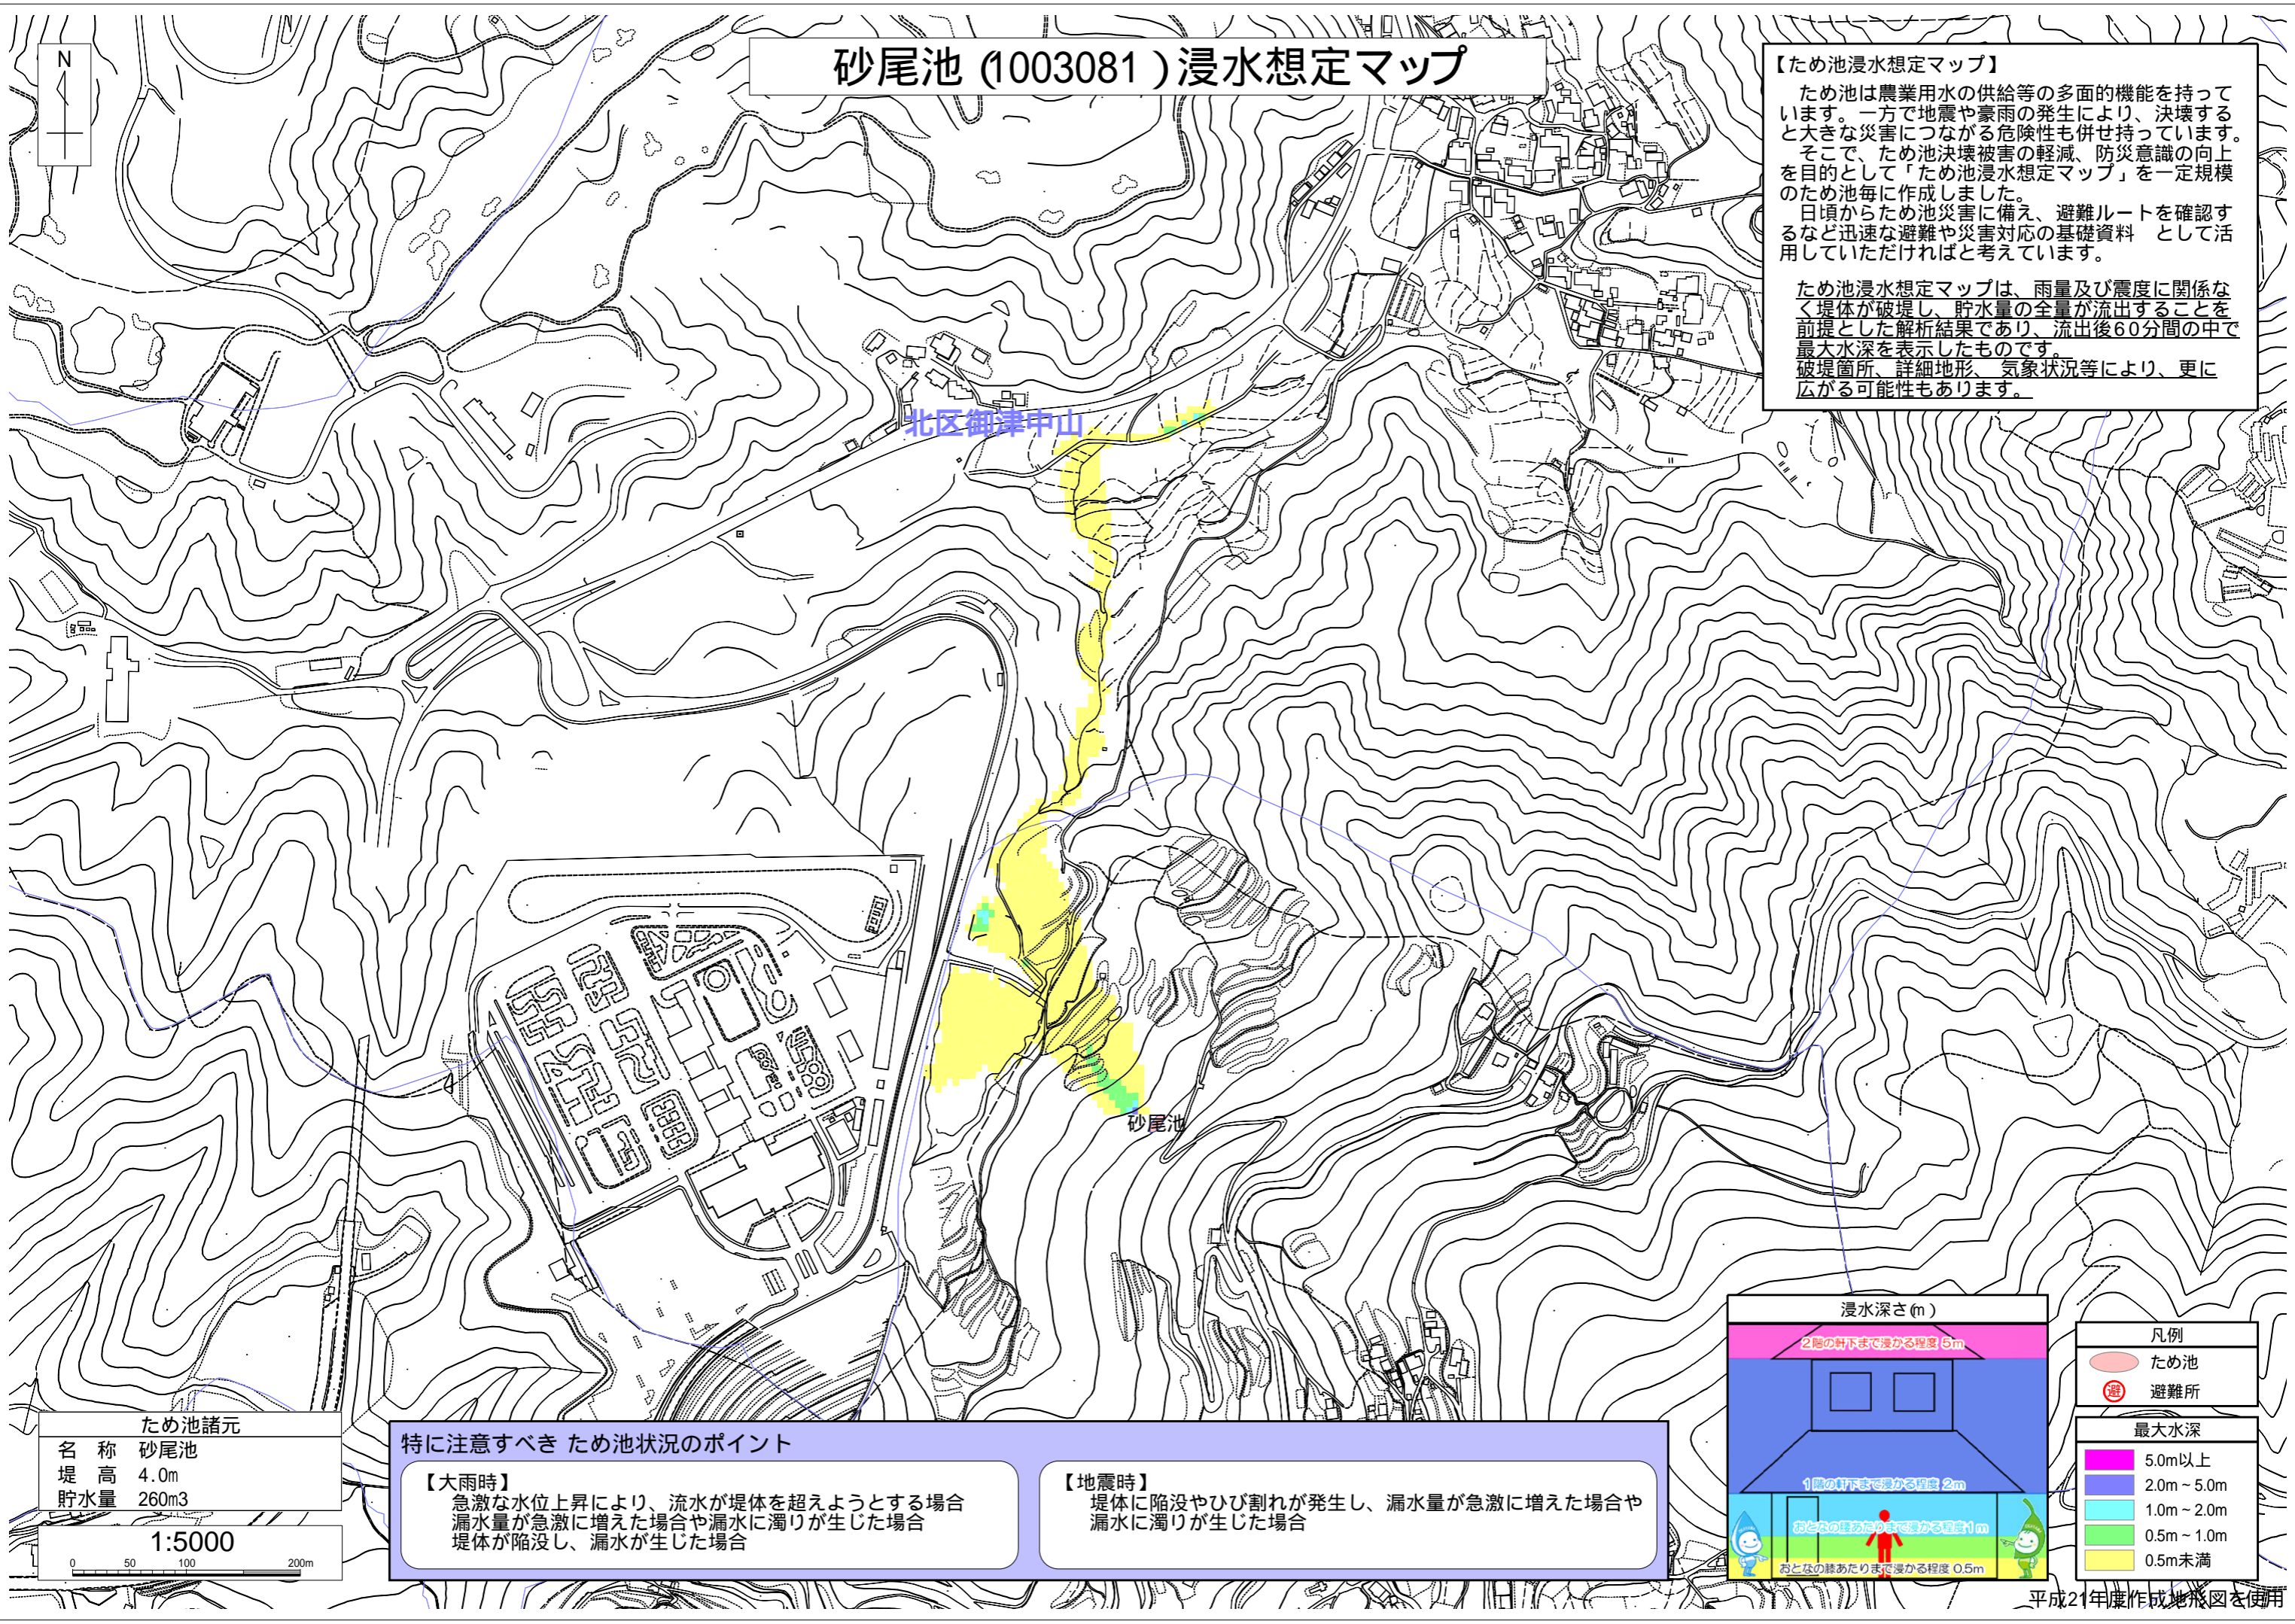 砂尾池 (1003081 ) 浸水想定マップ
N
【ため池浸水想定マップ】
ため池は農業用水の供給等の多面的機能を持って
います。一方で地震や豪雨の発生により、決壊する
と大きな災害につながる危険性も併せ持っています。
そこで、ため池決壊被害の軽減、防災意識の向上
を目的として「ため池浸水想定マップ」を一定規模
のため池毎に作成しました。
日頃からため池災害に備え、避難ルートを確認す
るなど迅速な避難や災害対応の基礎資料　として活
用していただければと考えています。
ため池浸水想定マップは、雨量及び震度に関係な
く堤体が破堤し、貯水量の全量が流出することを
前提とした解析結果であり、流出後60分間の中で
最大水深を表示したものです。
破堤箇所、詳細地形、 気象状況等により、更に
広がる可能性もあります。
北区御津中山
砂尾池
ため池諸元
名　称　砂尾池
堤　高　4.0m
貯水量　260m3
1:5000
0 50 100 200m
特に注意すべき ため池状況のポイント
【大雨時】
急激な水位上昇により、流水が堤体を超えようとする場合
漏水量が急激に増えた場合や漏水に濁りが生じた場合
堤体が陥没し、漏水が生じた場合
【地震時】
堤体に陥没やひび割れが発生し、漏水量が急激に増えた場合や
漏水に濁りが生じた場合
浸水深さ(m)
2階の軒下まで浸かる程度 5m
1階の軒下まで浸かる程度 2m
おとなの腰あたりまで浸かる程度1m
おとなの膝あたりまで浸かる程度 0.5m
凡例
ため池
避 避難所
最大水深
5.0m以上
2.0m～5.0m
1.0m～2.0m
0.5m～1.0m
0.5m未満
平成21年度作成地形図を使用